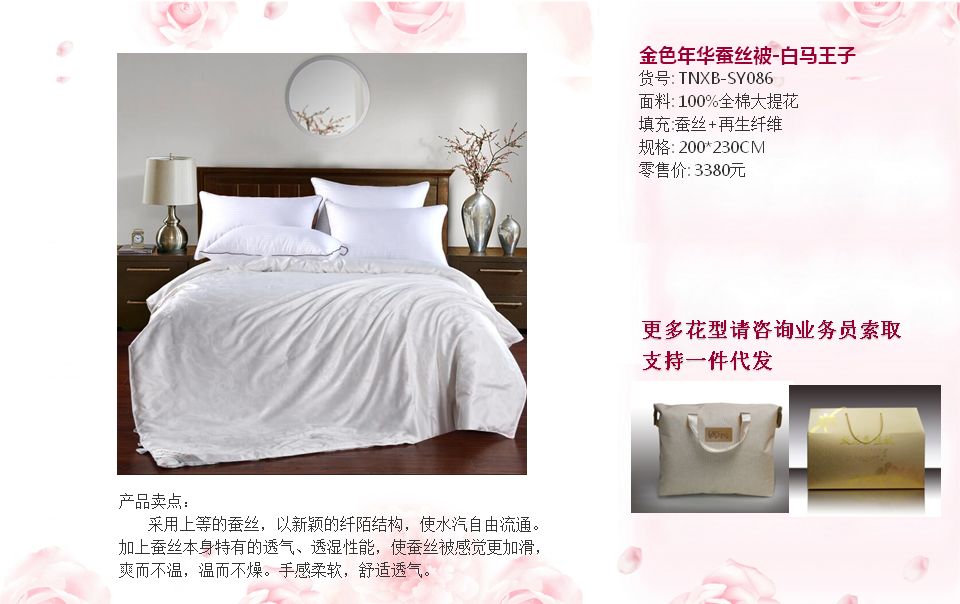 金色年华蚕丝被-白马王子
货号: TNXB-SY086
面料: 100%全棉大提花
填充:蚕丝+再生纤维
规格: 200*230CM
零售价: 3380元
更多花型请咨询业务员索取
支持一件代发
产品卖点：
采用上等的蚕丝，以新颖的纤陌结构，使水汽自由流通。
加上蚕丝本身特有的透气、透湿性能，使蚕丝被感觉更加滑，
爽而不温，温而不燥。手感柔软，舒适透气。